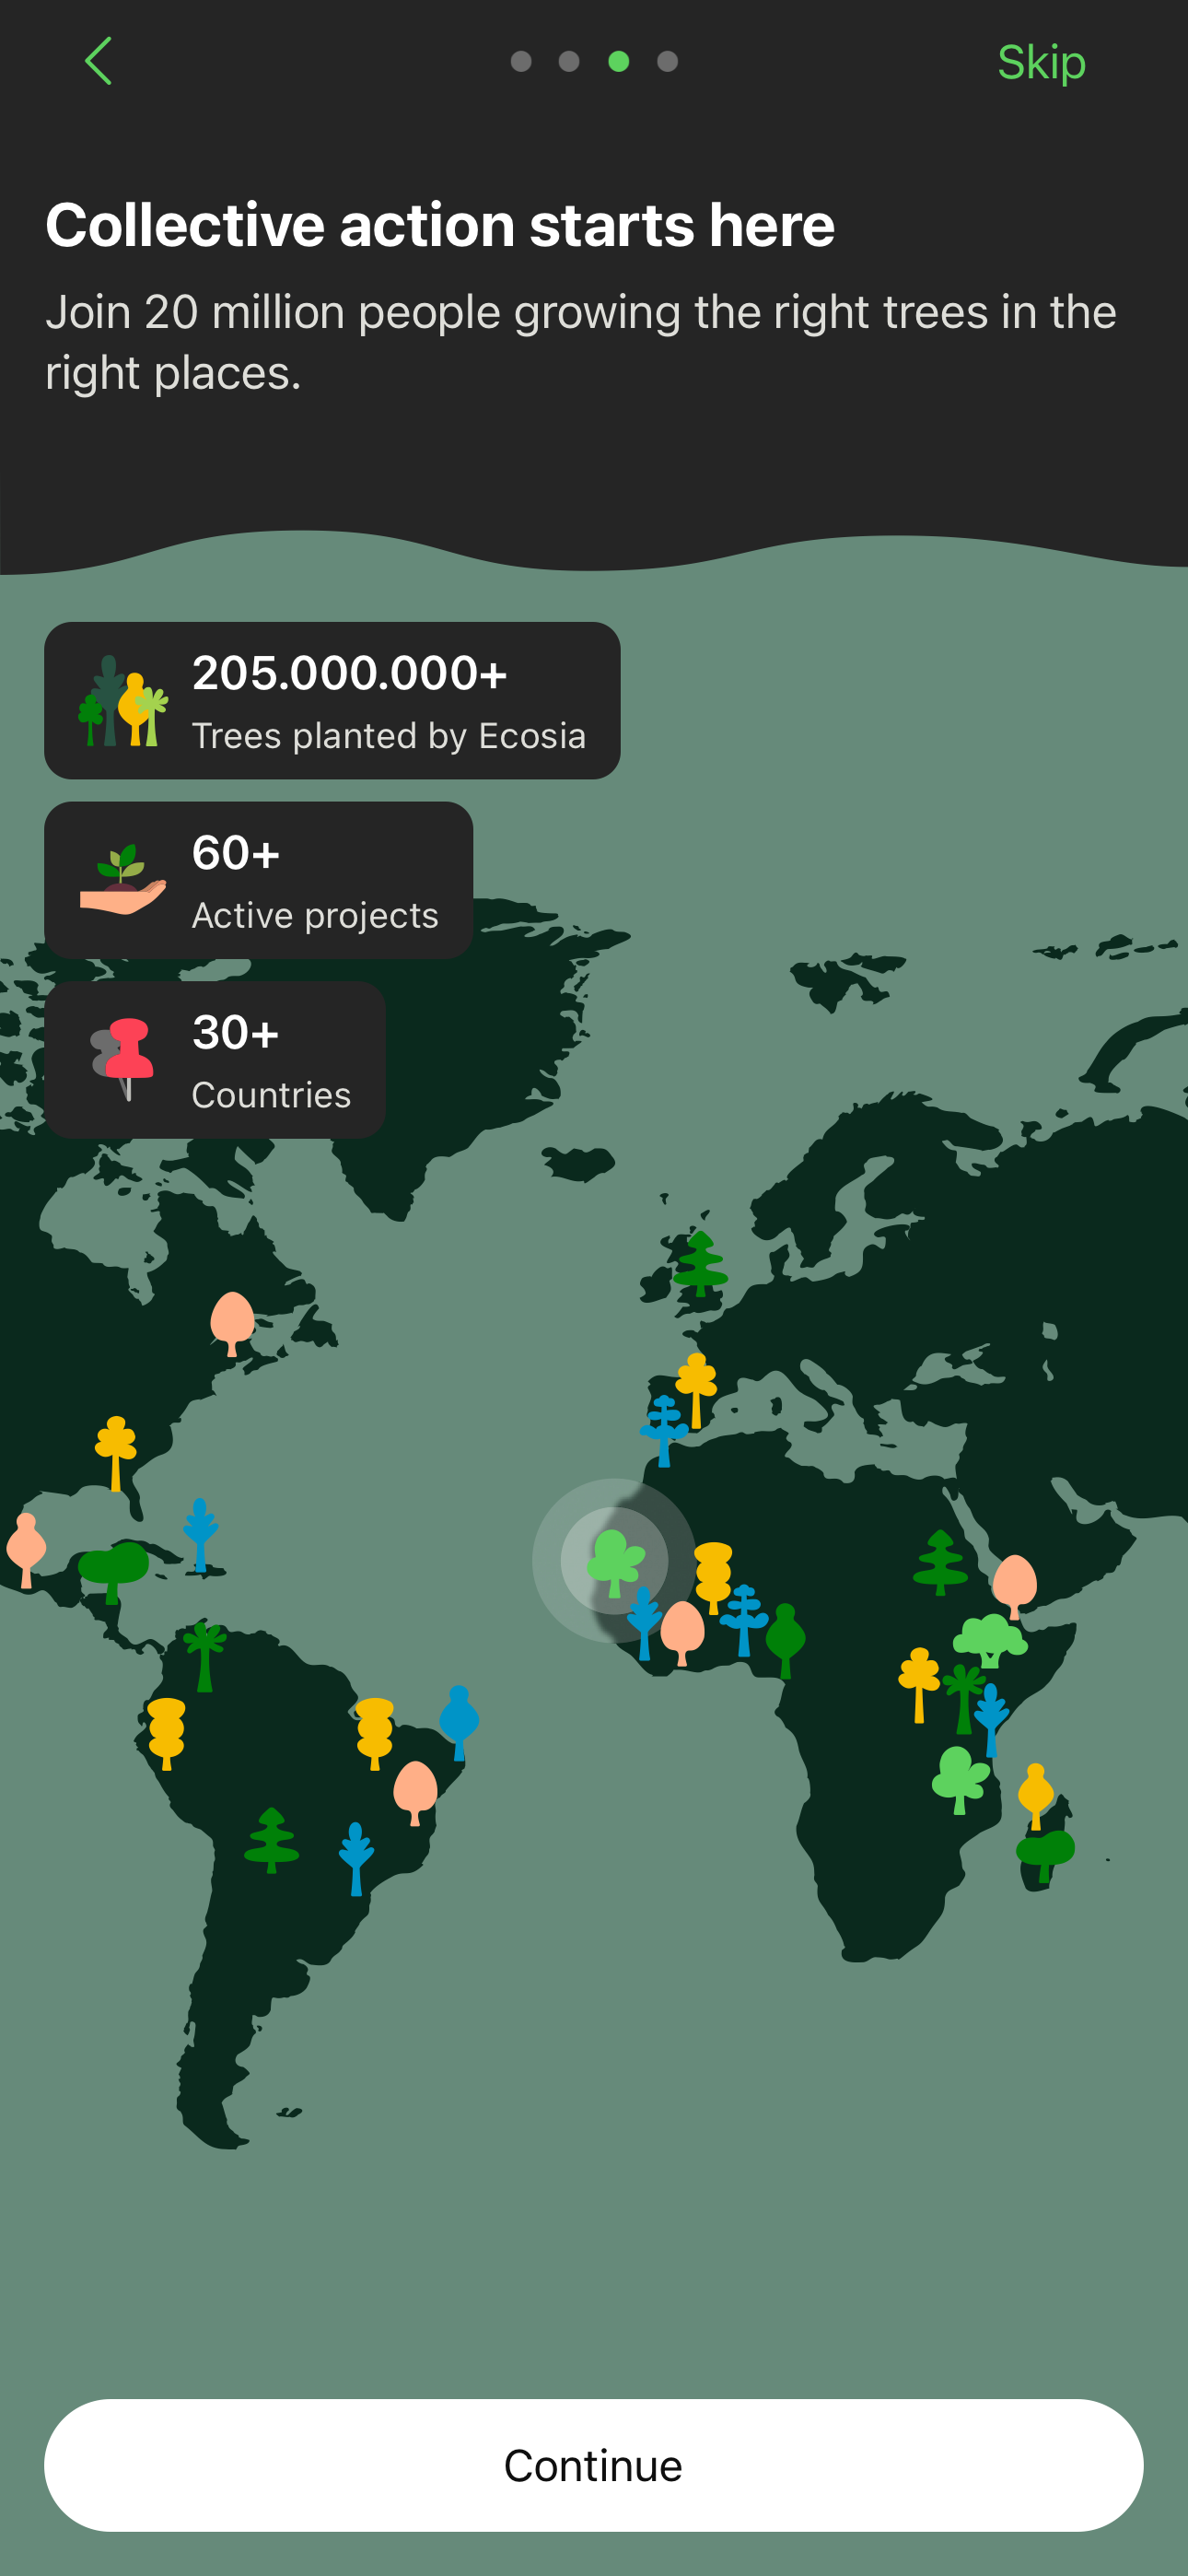 Skip
Collective action starts here
Join 20 million people growing the right trees in the
right places.
205.000.000+
Trees planted by Ecosia
60+
Active projects
30+
Countries
Continue